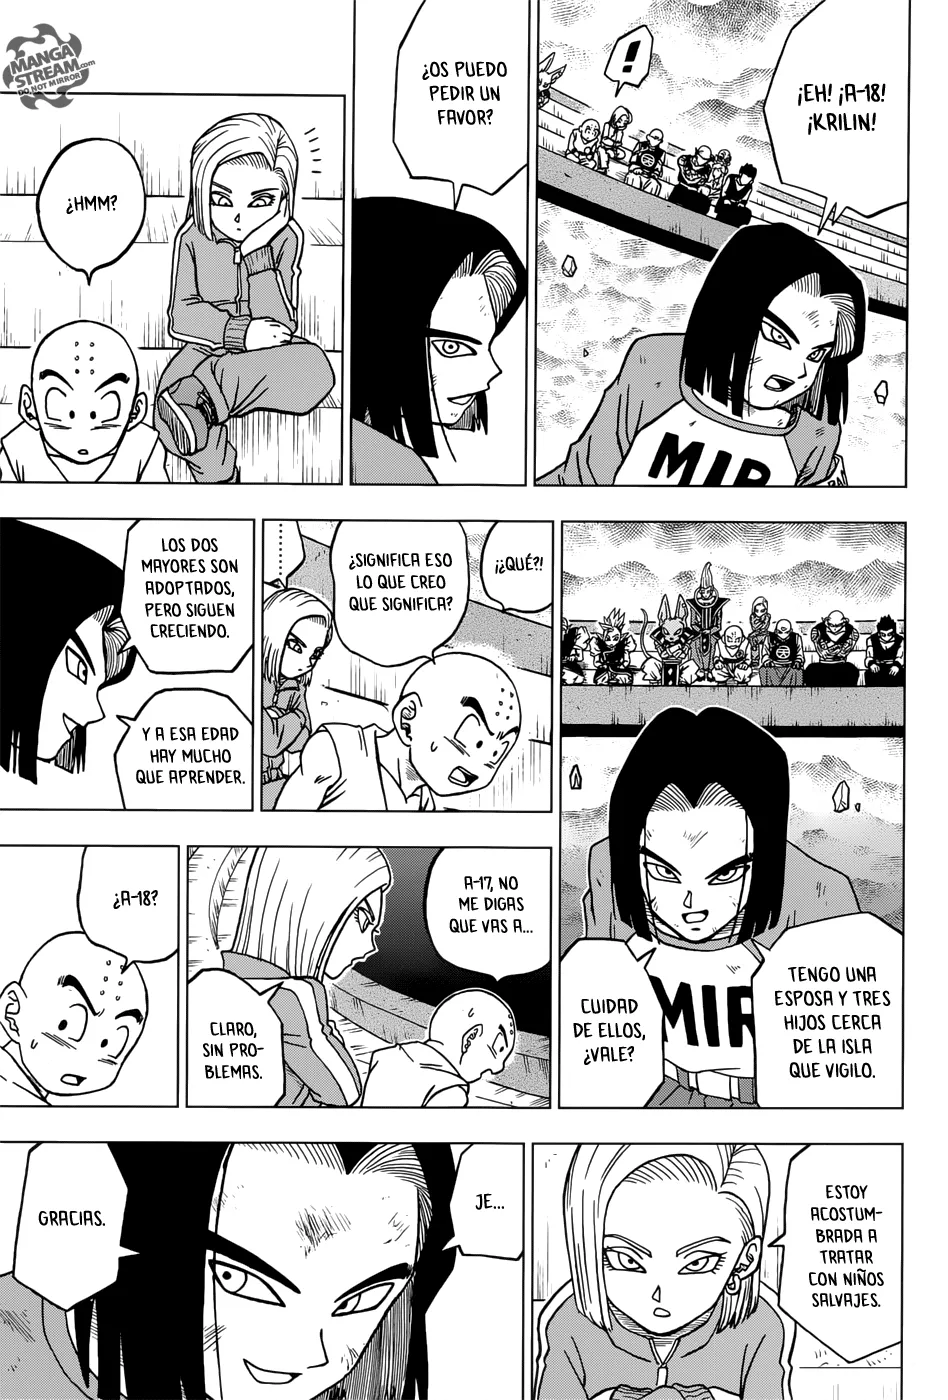 MANGA
STREAM.com
DO NOT MIRROR
¡EH! ¡A-18!
¡KRILIN!
!
MIR
¿OS PUEDO
PEDIR UN
FAVOR?
¿HMM?
TENGO UNA
ESPOSA Y TRES
HIJOS CERCA
DE LA ISLA
QUE VIGILO.
CUIDAD
DE ELLOS,
¿VALE?
MIR
¡¿QUÉ?!
¿SIGNIFICA ESO
LO QUE CREO
QUE SIGNIFICA?
LOS DOS
MAYORES SON
ADOPTADOS,
PERO SIGUEN
CRECIENDO.
Y A ESA EDAD
HAY MUCHO
QUE APRENDER.
A-17, NO
ME DIGAS
QUE VAS A...
CLARO,
SIN PRO-
BLEMAS.
¿A-18?
ESTOY
ACOSTUM-
BRADA A
TRATAR
CON NIÑOS
SALVAJES.
JE...
GRACIAS.